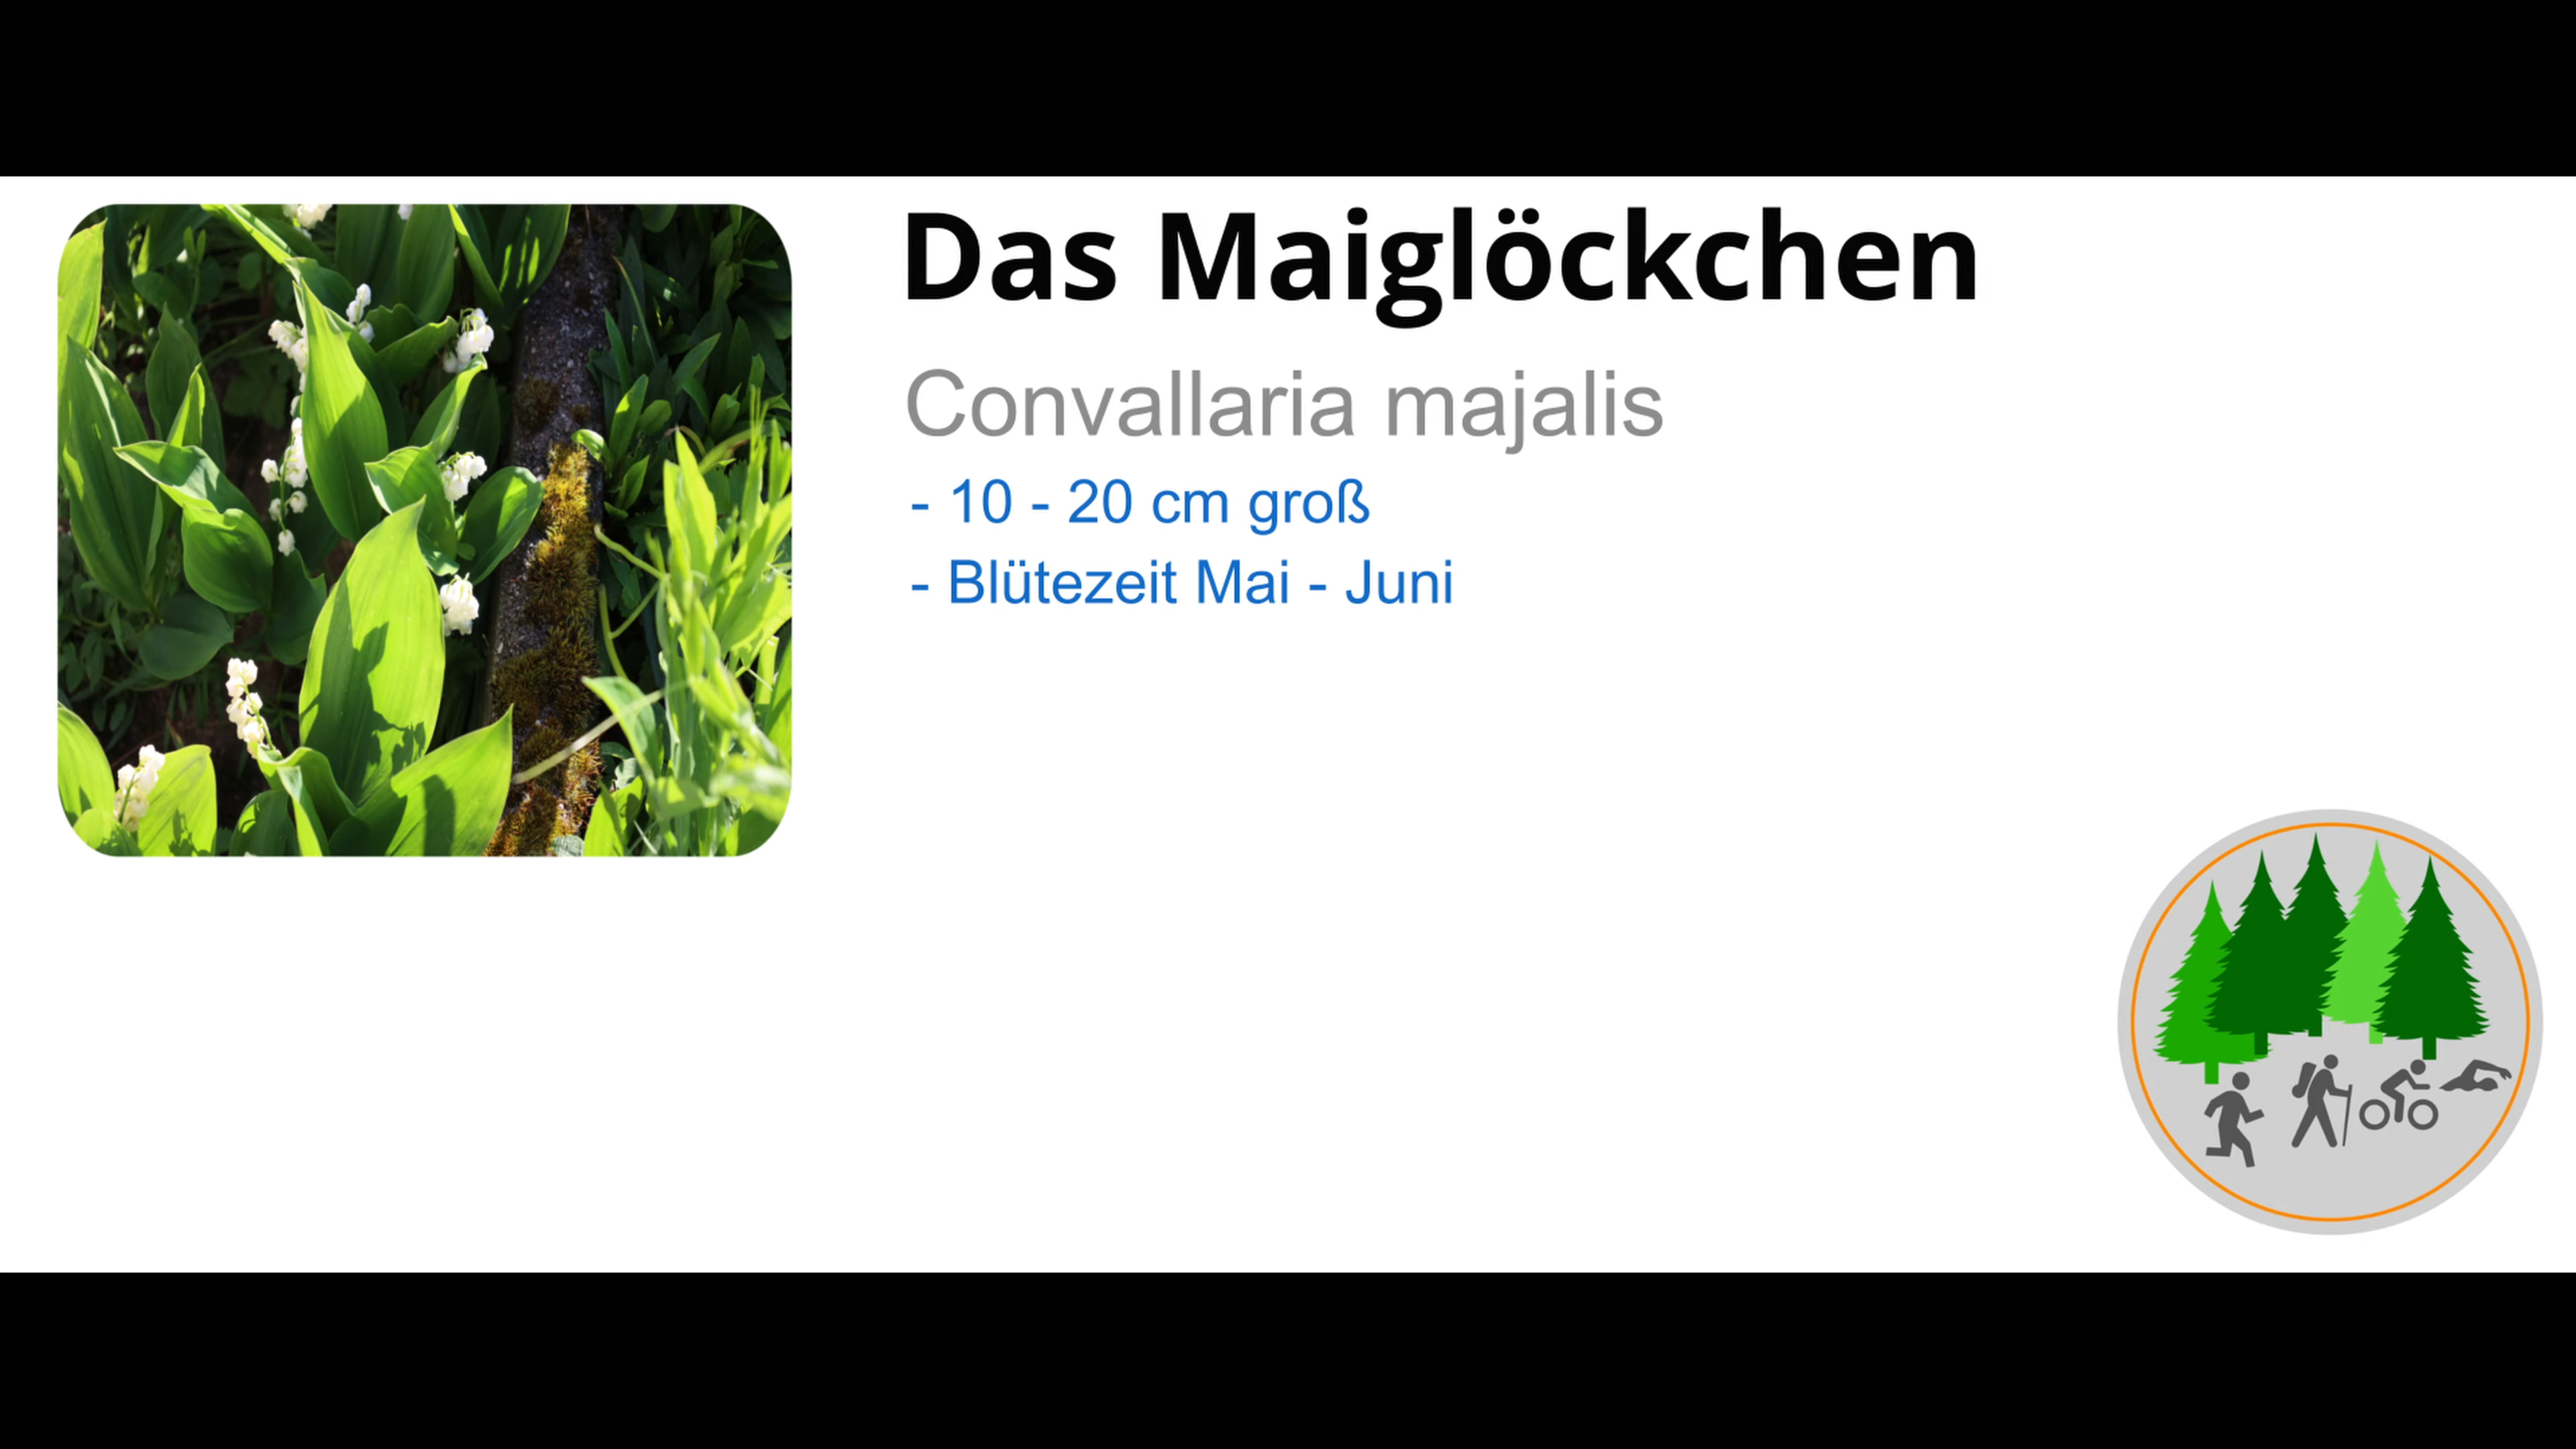 Das Maiglöckchen
Convallaria majalis
- 10 - 20 cm groß
- Blütezeit Mai - Juni